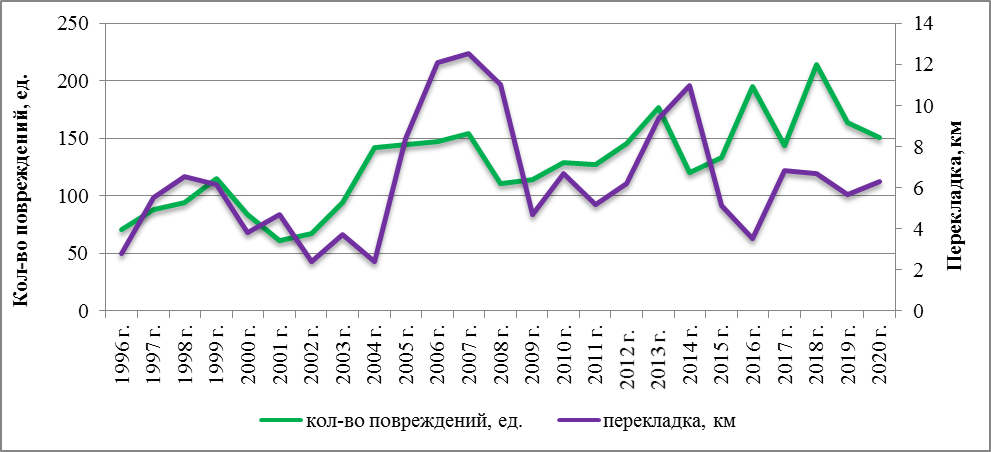 Кол-во повреждений, ед.
250
200
150
100
50
0
14
12
10
8
6
4
2
0
Перекладка, км
1996 г.
1997 г.
1998 г.
1999 г.
2000 г.
2001 г.
2002 г.
2003 г.
2004 г.
2005 г.
2006 г.
2007 г.
2008 г.
2009 г.
2010 г.
2011 г.
2012 г.
2013 г.
2014 г.
2015 г.
2016 г.
2017 г.
2018 г.
2019 г.
2020 г.
кол-во повреждений, ед.
перекладка, км